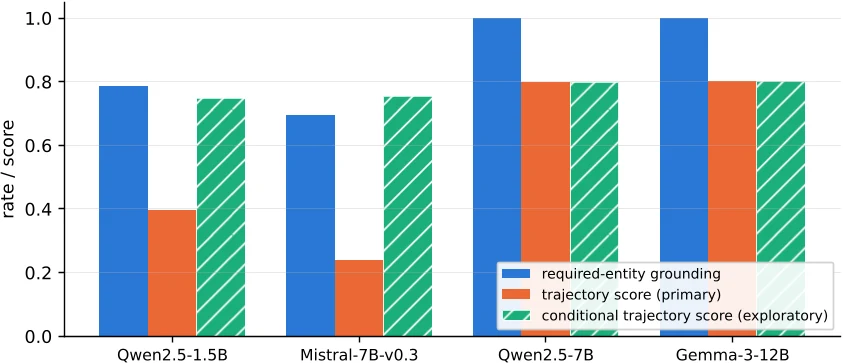 rate / score
1.0
0.8
0.6
0.4
0.2
0.0
required-entity grounding
trajectory score (primary)
conditional trajectory score (exploratory)
Qwen2.5-1.5B
Mistral-7B-v0.3
Qwen2.5-7B
Gemma-3-12B